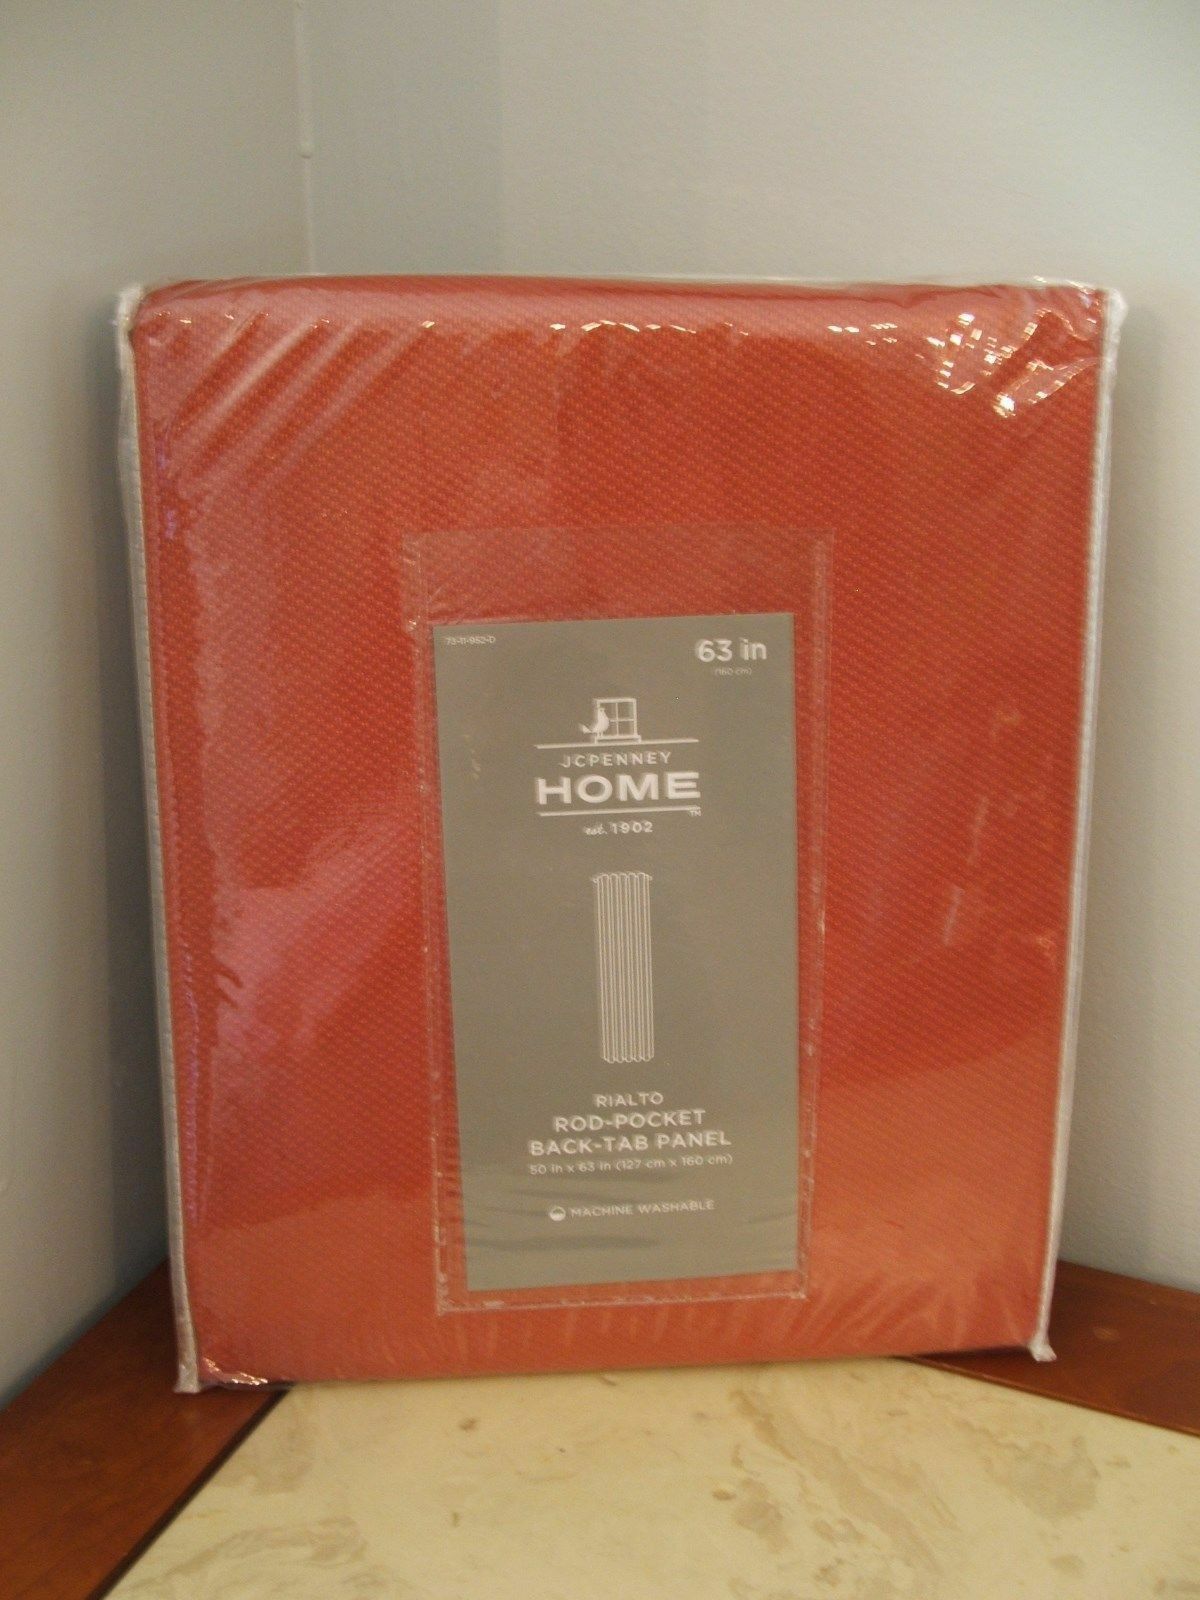 73-11-952-D
63 in
(160 cm)
JCPENNEY
HOME
TM
est. 1902
RIALTO
ROD-POCKET
BACK-TAB PANEL
50 in x 63 in (127 cm x 160 cm)
MACHINE WASHABLE